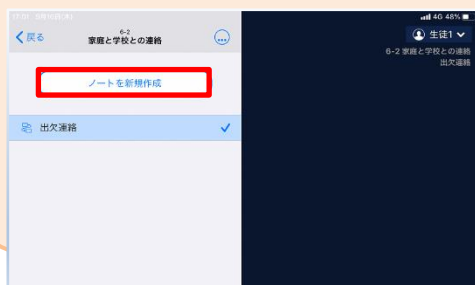 4G 48%
戻る
6-2
家庭と学校との連絡
生徒1
6-2 家庭と学校との連絡
出欠連絡
ノートを新規作成
出欠連絡